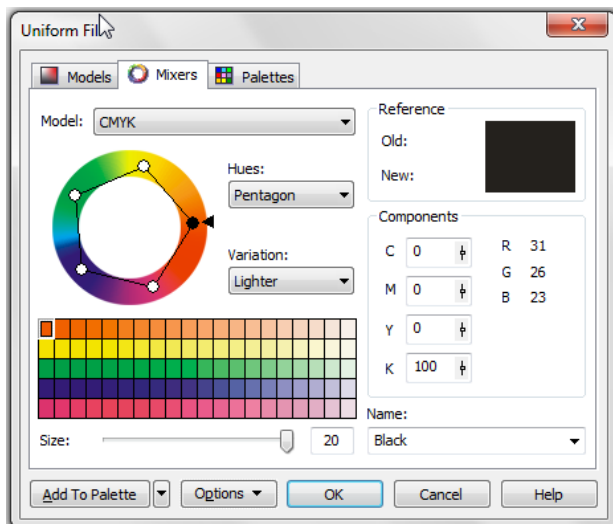 Uniform Fill
Models Mixers Palettes
Model: CMYK
Hues:
Pentagon
Variation:
Lighter
Size: 20
Reference
Old:
New:
Components
C 0 R 31
M 0 G 26
Y 0 B 23
K 100
Name:
Black
Add To Palette Options OK Cancel Help